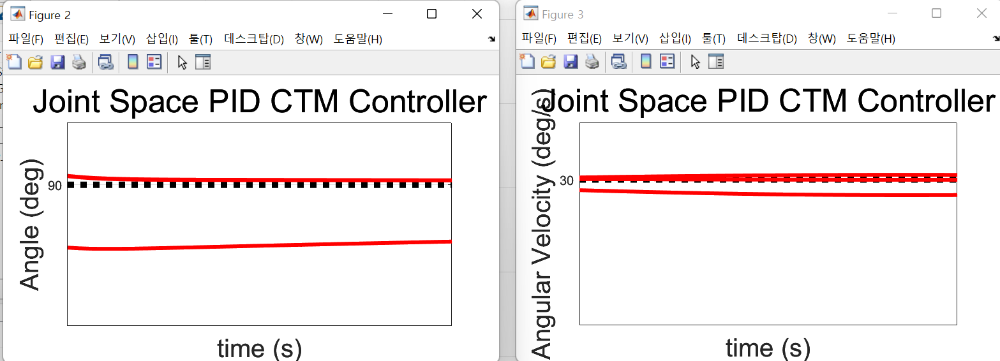 Figure 2
파일(F) 편집(E) 보기(V) 삽입(I) 툴(T) 데스크탑(D) 창(W) 도움말(H)
Joint Space PID CTM Controller
Angle (deg)
90
time (s)
Figure 3
파일(F) 편집(E) 보기(V) 삽입(I) 툴(T) 데스크탑(D) 창(W) 도움말(H)
Joint Space PID CTM Controller
Angular Velocity (deg/s)
30
time (s)